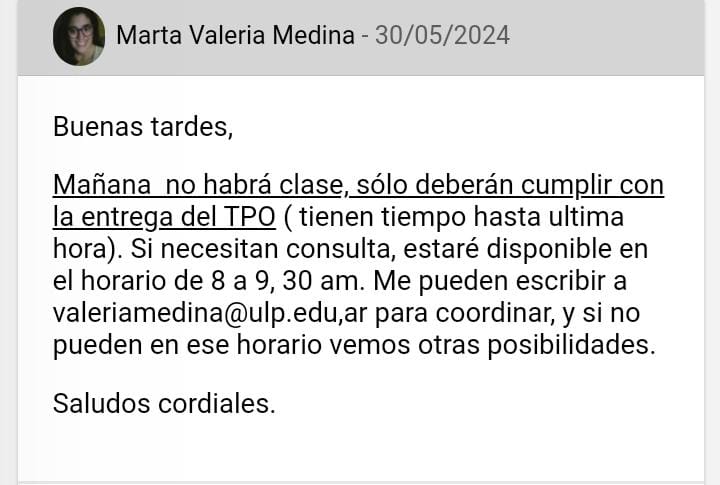 Marta Valeria Medina - 30/05/2024
Buenas tardes,
Mañana  no habrá clase, sólo deberán cumplir con
la entrega del TPO ( tienen tiempo hasta ultima
hora). Si necesitan consulta, estaré disponible en
el horario de 8 a 9, 30 am. Me pueden escribir a
valeriamedina@ulp.edu,ar para coordinar, y si no
pueden en ese horario vemos otras posibilidades.
Saludos cordiales.